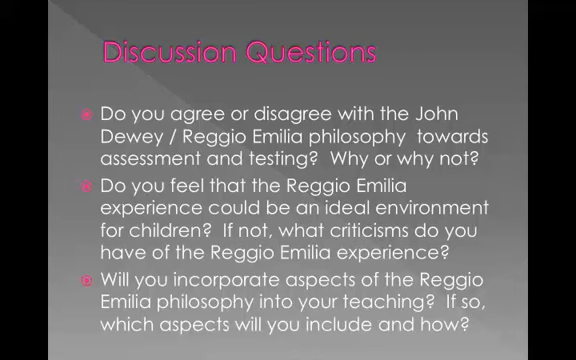 Discussion Questions
Do you agree or disagree with the John
Dewey / Reggio Emilia philosophy towards
assessment and testing? Why or why not?
Do you feel that the Reggio Emilia
experience could be an ideal environment
for children? If not, what criticisms do you
have of the Reggio Emilia experience?
Will you incorporate aspects of the Reggio
Emilia philosophy into your teaching? If so,
which aspects will you include and how?